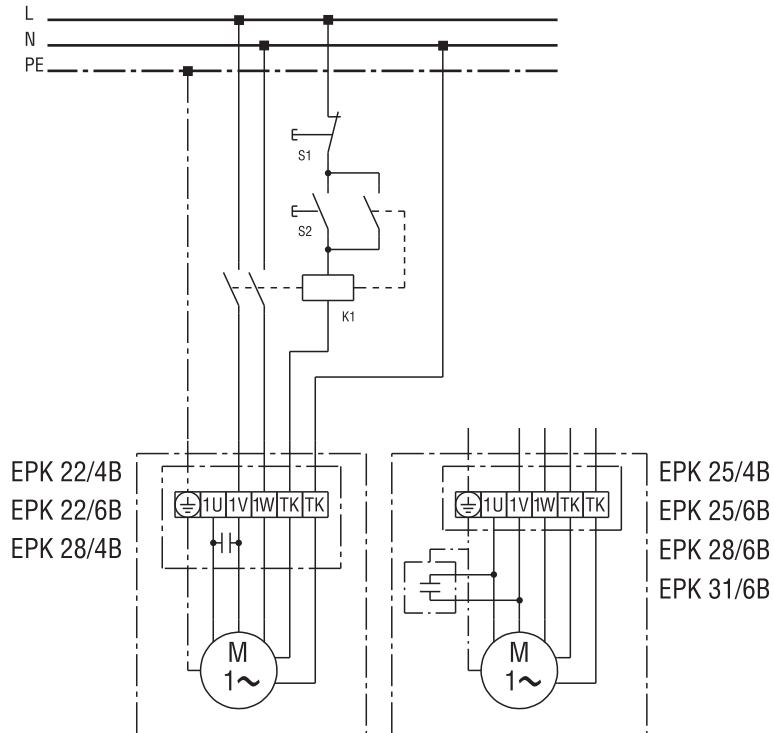 L
N
PE
S1
S2
K1
EPK 22/4B
EPK 22/6B
EPK 28/4B
1U 1V 1W TK TK
M
1~
1U 1V 1W TK TK
M
1~
EPK 25/4B
EPK 25/6B
EPK 28/6B
EPK 31/6B